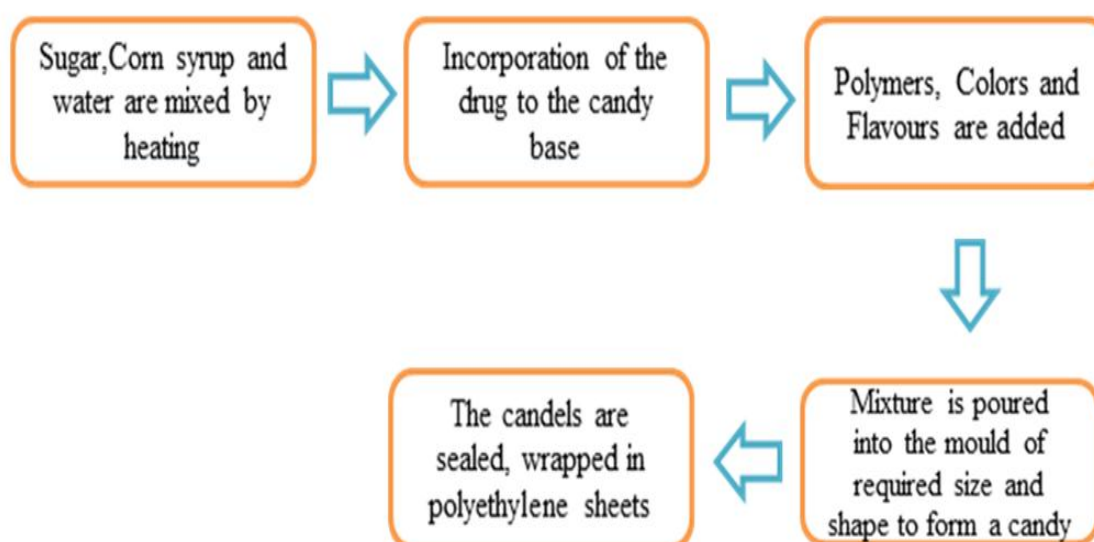 Sugar,Corn syrup and
water are mixed by
heating
Incorporation of the
drug to the candy
base
Polymers, Colors and
Flavours are added
Mixture is poured
into the mould of
required size and
shape to form a candy
The candels are
sealed, wrapped in
polyethylene sheets